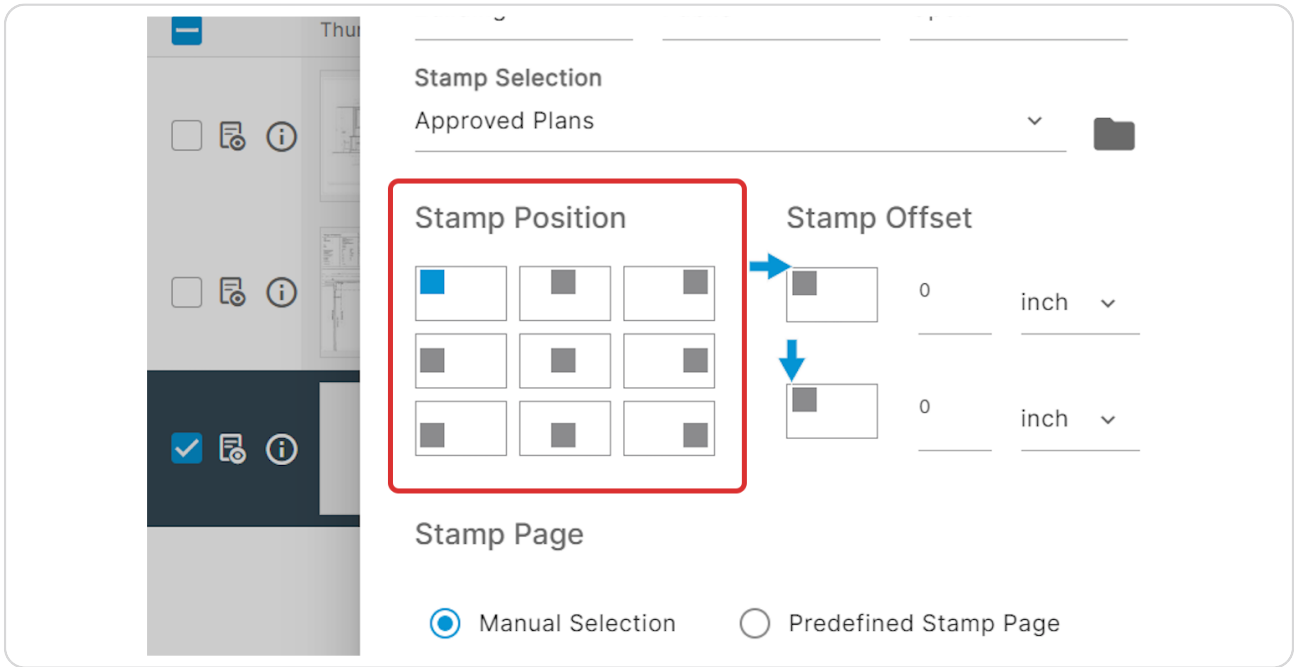 Stamp Selection
Approved Plans
Stamp Position
Stamp Offset
0
inch
0
inch
Stamp Page
Manual Selection
Predefined Stamp Page